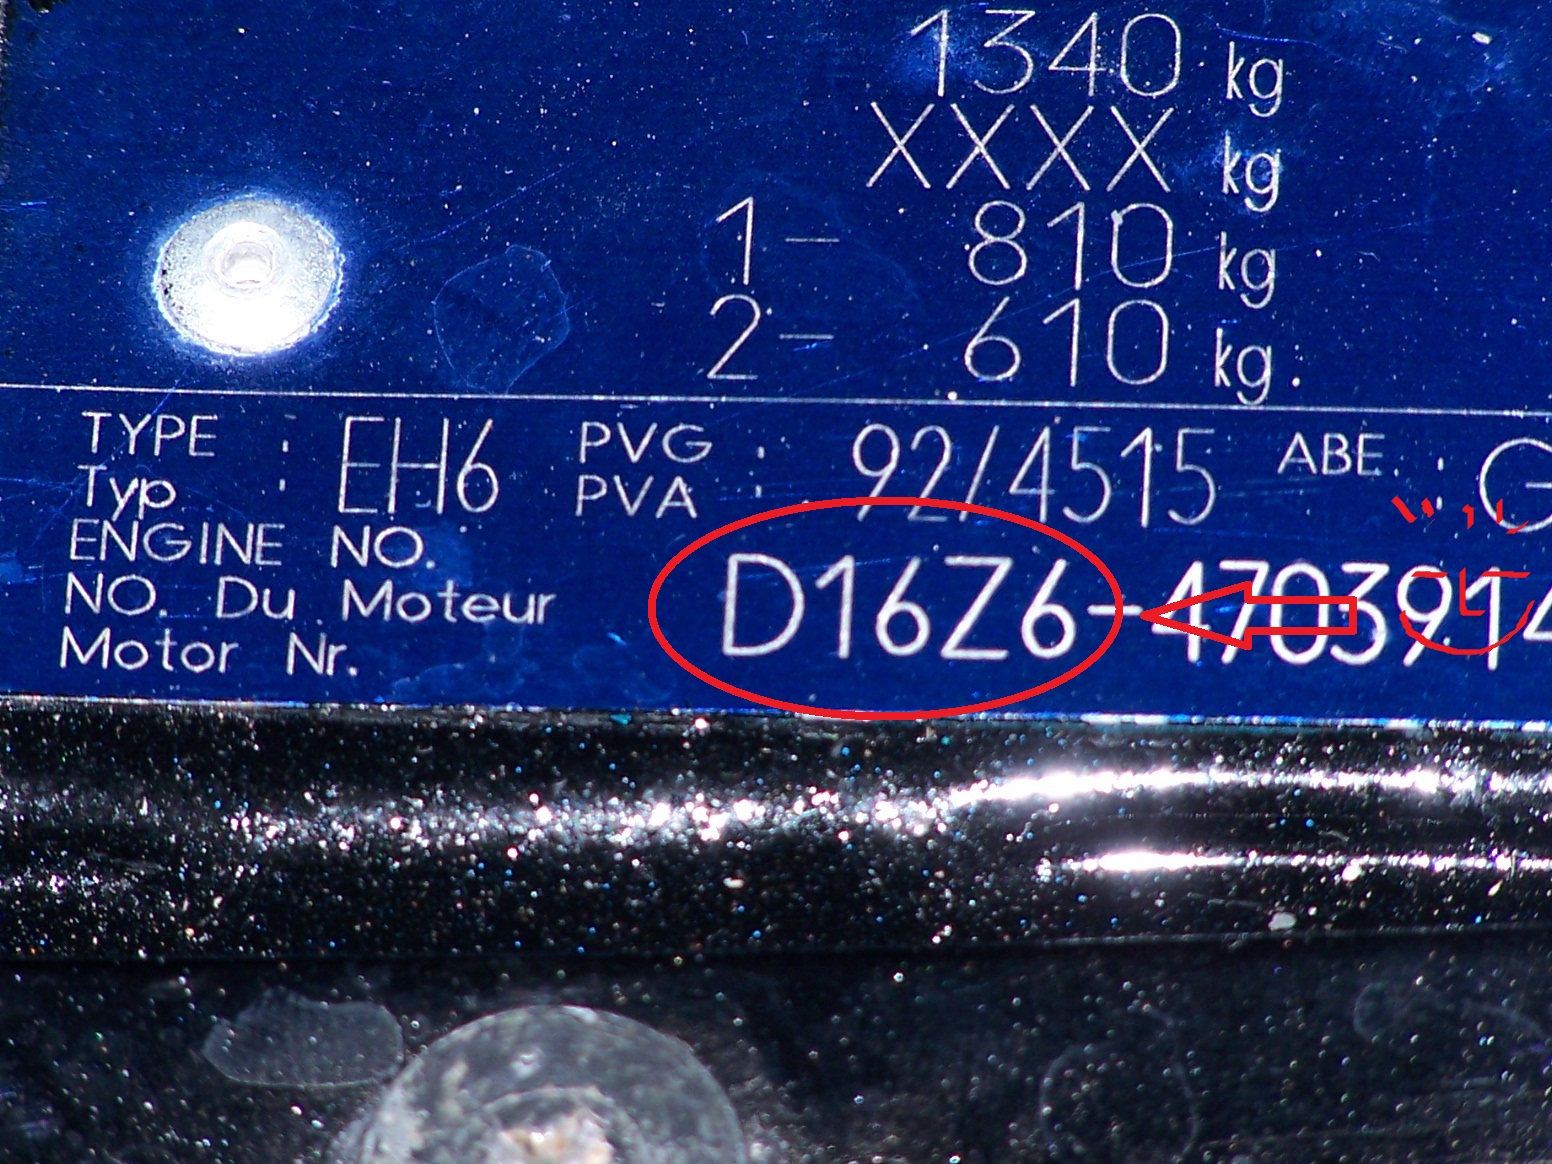 1340 kg
XXXX kg
1- 810 kg
2- 610 kg.
TYPE : EH6 PVG : 92/4515 ABE. : G
Typ : PVA :
ENGINE NO.
NO. Du Moteur D16Z6-470391
Motor Nr.